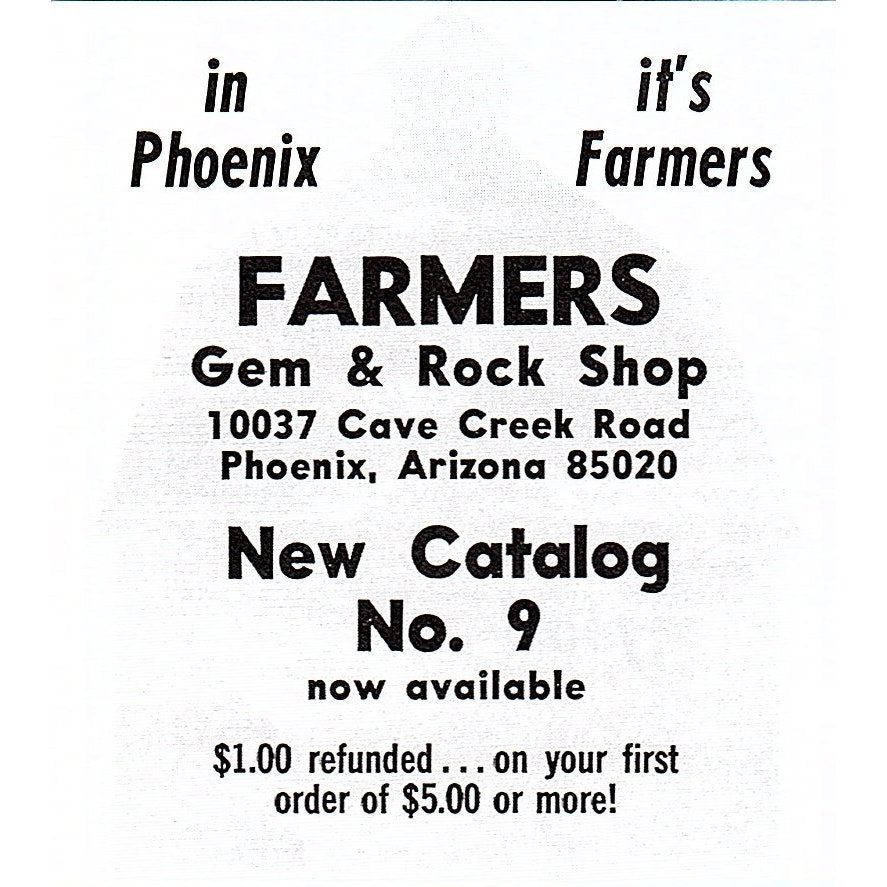 in it's
Phoenix Farmers
FARMERS
Gem & Rock Shop
10037 Cave Creek Road
Phoenix, Arizona 85020
New Catalog
No. 9
now available
$1.00 refunded...on your first
order of $5.00 or more!